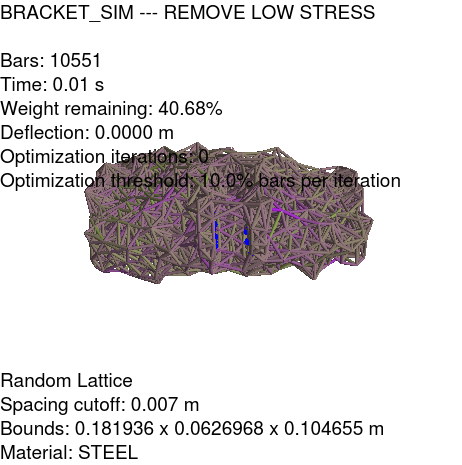 BRACKET_SIM --- REMOVE LOW STRESS
Bars: 10551
Time: 0.01 s
Weight remaining: 40.68%
Deflection: 0.0000 m
Optimization iterations: 0
Optimization threshold: 10.0% bars per iteration
Random Lattice
Spacing cutoff: 0.007 m
Bounds: 0.181936 x 0.0626968 x 0.104655 m
Material: STEEL